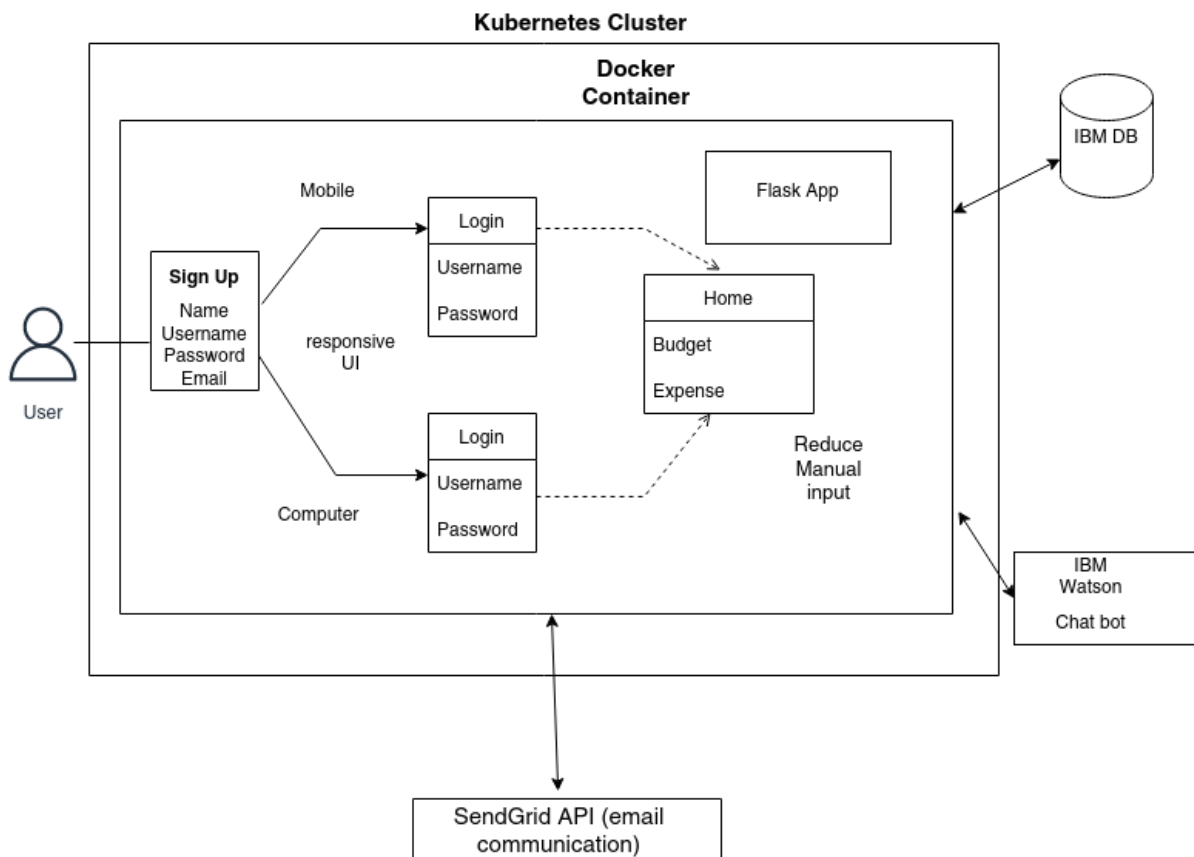 Kubernetes Cluster
Docker
Container
IBM DB
Flask App
Mobile
Login
Username
Password
Sign Up
Name
Username
Password
Email
User
responsive
UI
Home
Budget
Expense
Login
Username
Password
Computer
Reduce
Manual
input
IBM
Watson
Chat bot
SendGrid API (email
communication)